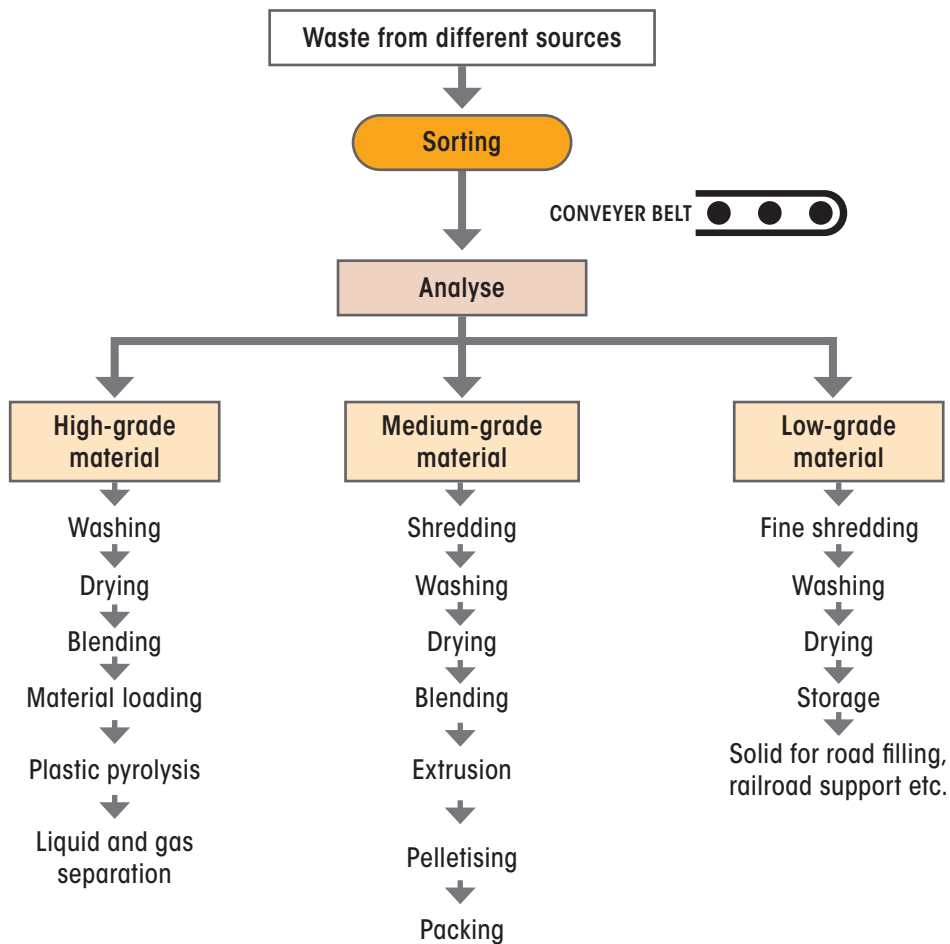 Waste from different sources
Sorting
CONVEYER BELT
Analyse
High-grade
material
Washing
Drying
Blending
Material loading
Plastic pyrolysis
Liquid and gas
separation
Medium-grade
material
Shredding
Washing
Drying
Blending
Extrusion
Pelletising
Packing
Low-grade
material
Fine shredding
Washing
Drying
Storage
Solid for road filling,
railroad support etc.